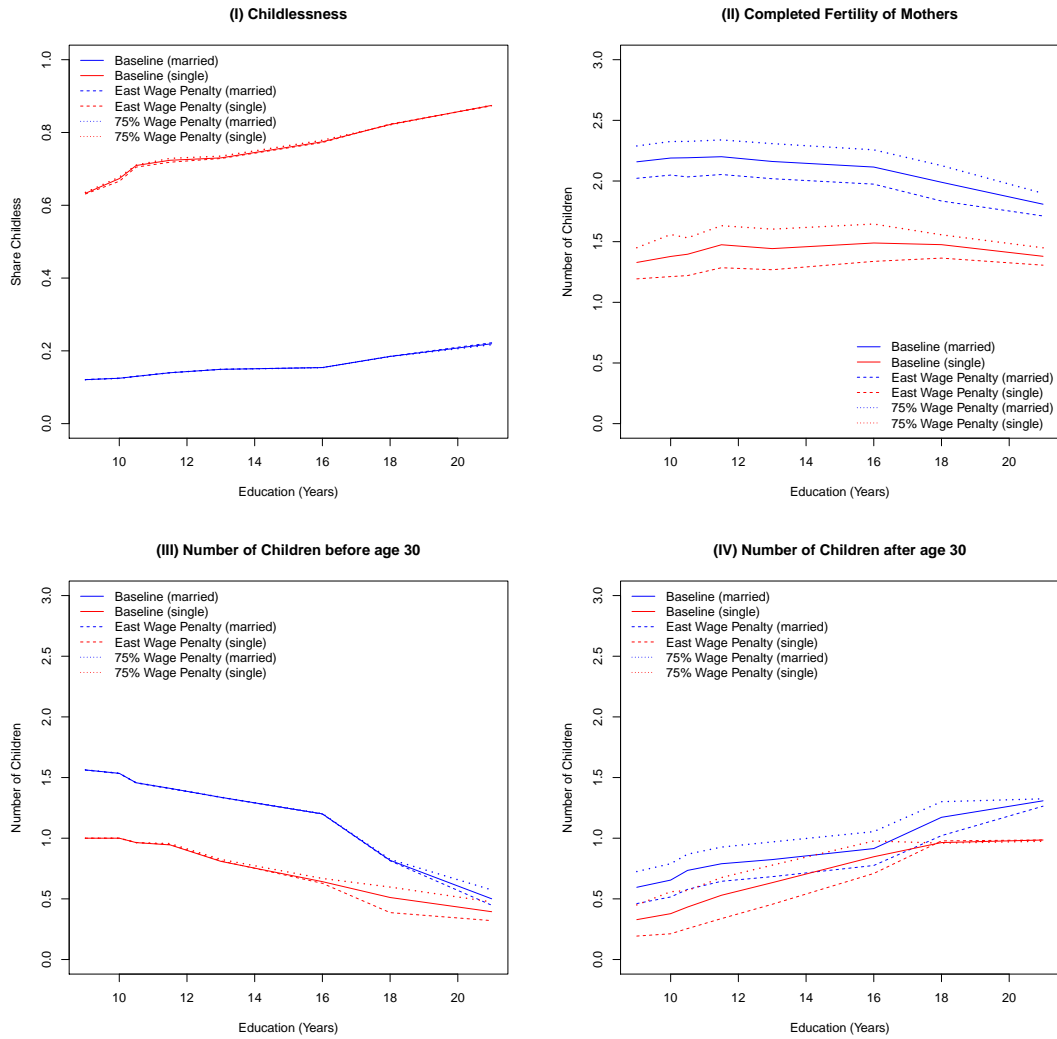 (I) Childlessness
Share Childless
0.0 0.2 0.4 0.6 0.8 1.0
Baseline (married)
Baseline (single)
East Wage Penalty (married)
East Wage Penalty (single)
75% Wage Penalty (married)
75% Wage Penalty (single)
10 12 14 16 18 20
Education (Years)
(II) Completed Fertility of Mothers
Number of Children
0.0 0.5 1.0 1.5 2.0 2.5 3.0
Baseline (married)
Baseline (single)
East Wage Penalty (married)
East Wage Penalty (single)
75% Wage Penalty (married)
75% Wage Penalty (single)
10 12 14 16 18 20
Education (Years)
(III) Number of Children before age 30
Number of Children
0.0 0.5 1.0 1.5 2.0 2.5 3.0
Baseline (married)
Baseline (single)
East Wage Penalty (married)
East Wage Penalty (single)
75% Wage Penalty (married)
75% Wage Penalty (single)
10 12 14 16 18 20
Education (Years)
(IV) Number of Children after age 30
Number of Children
0.0 0.5 1.0 1.5 2.0 2.5 3.0
Baseline (married)
Baseline (single)
East Wage Penalty (married)
East Wage Penalty (single)
75% Wage Penalty (married)
75% Wage Penalty (single)
10 12 14 16 18 20
Education (Years)